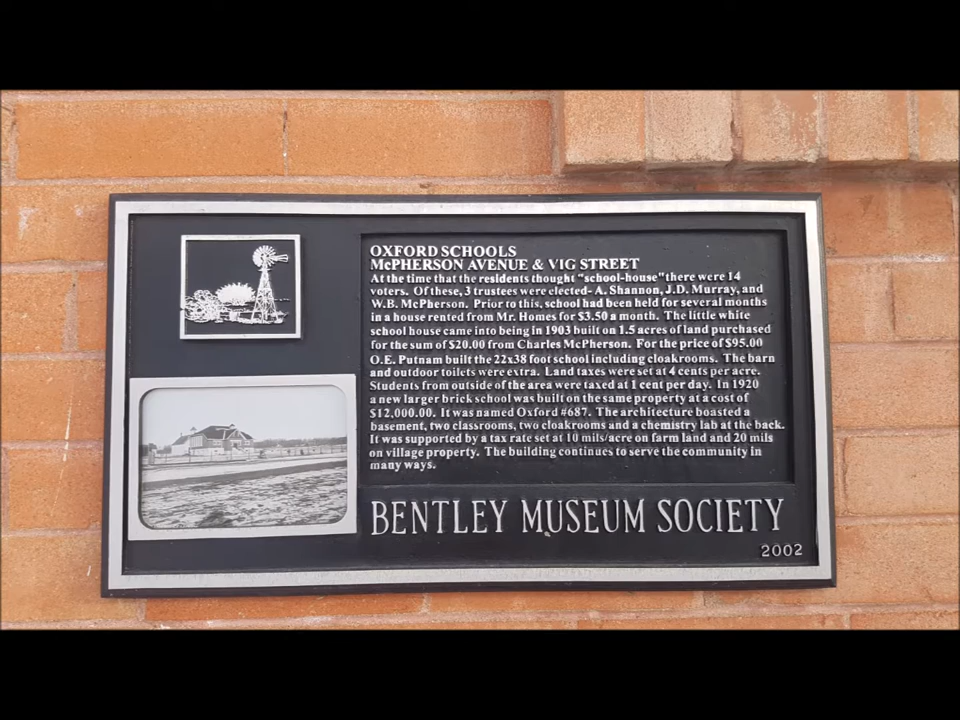 OXFORD SCHOOLS
McPHERSON AVENUE & VIG STREET
At the time that the residents thought "school-house" there were 14
voters. Of these, 3 trustees were elected- A. Shannon, J.D. Murray, and
W.B. McPherson. Prior to this, school had been held for several months
in a house rented from Mr. Homes for $3.50 a month. The little white
school house came into being in 1903 built on 1.5 acres of land purchased
for the sum of $20.00 from Charles McPherson. For the price of $95.00
O.E. Putnam built the 22x38 foot school including cloakrooms. The barn
and outdoor toilets were extra. Land taxes were set at 4 cents per acre.
Students from outside of the area were taxed at 1 cent per day. In 1920
a new larger brick school was built on the same property at a cost of
$12,000.00. It was named Oxford #687. The architecture boasted a
basement, two classrooms, two cloakrooms and a chemistry lab at the back.
It was supported by a tax rate set at 10 mils/acre on farm land and 20 mils
on village property. The building continues to serve the community in
many ways.
BENTLEY MUSEUM SOCIETY
2002